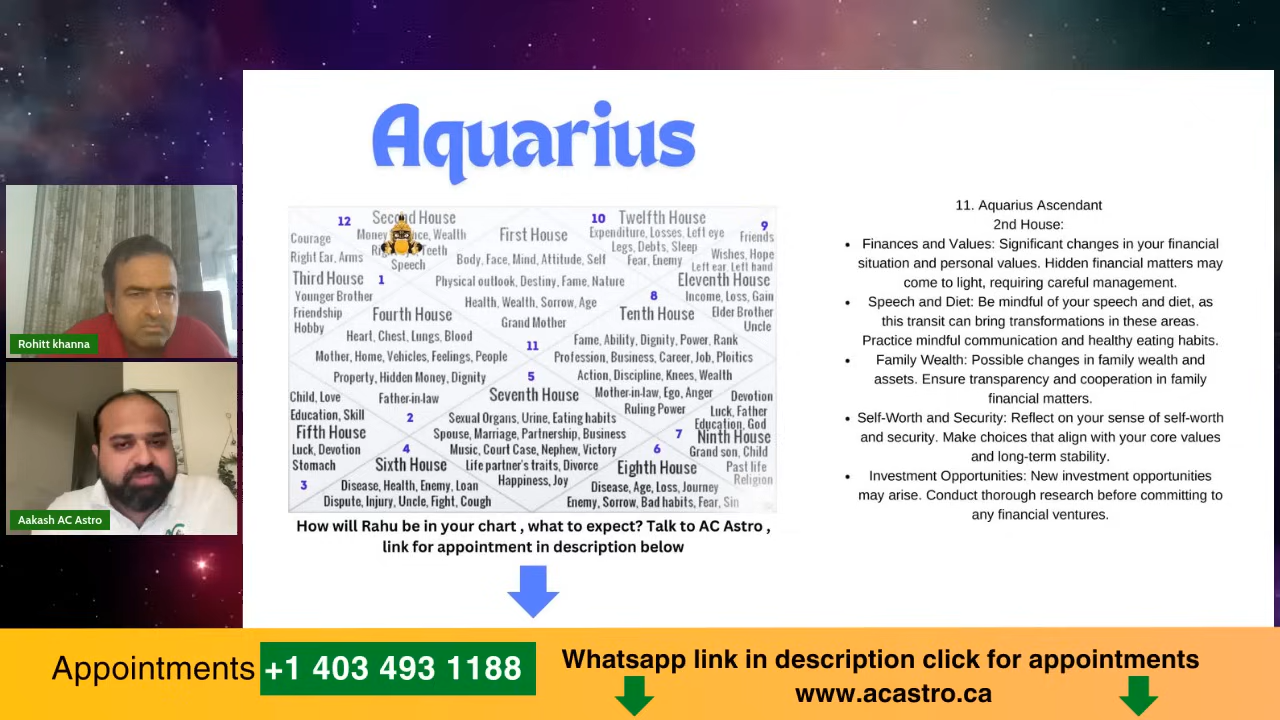 Aquarius
12
Second House
Courage
Right Ear, Arms
Speech
Third House
1
Younger Brother
Friendship
Hobby
First House
Body, Face, Mind, Attitude, Self
Physical outlook, Destiny, Fame, Nature
Health, Wealth, Sorrow, Age
Grand Mother
10
Twelfth House
Expenditure, Losses, Left eye
Legs, Debts, Sleep
Fear, Enemy
9
Friends
Wishes, Hope
Left ear, Left hand
Eleventh House
8
Income, Loss, Gain
Elder Brother
Uncle
Fourth House
Heart, Chest, Lungs, Blood
Mother, Home, Vehicles, Feelings, People
Property, Hidden Money, Dignity
Father-in-law
11
5
Tenth House
Fame, Ability, Dignity, Power, Rank
Profession, Business, Career, Job, Ploitics
Action, Discipline, Knees, Wealth
Mother-in-law, Ego, Anger
Ruling Power
Seventh House
Sexual Organs, Urine, Eating habits
Spouse, Marriage, Partnership, Business
Music, Court Case, Nephew, Victory
Life partner's traits, Divorce
Happiness, Joy
Child, Love
Education, Skill
2
Fifth House
Luck, Devotion
Stomach
3
4
Sixth House
Disease, Health, Enemy, Loan
Dispute, Injury, Uncle, Fight, Cough
6
Eighth House
Disease, Age, Loss, Journey
Enemy, Sorrow, Bad habits, Fear, Sin
Devotion
Luck, Father
Education, God
7
Ninth House
Grand son, Child
Past life
Religion
How will Rahu be in your chart , what to expect? Talk to AC Astro ,
link for appointment in description below
11. Aquarius Ascendant
2nd House:
• Finances and Values: Significant changes in your financial
situation and personal values. Hidden financial matters may
come to light, requiring careful management.
• Speech and Diet: Be mindful of your speech and diet, as
this transit can bring transformations in these areas.
Practice mindful communication and healthy eating habits.
• Family Wealth: Possible changes in family wealth and
assets. Ensure transparency and cooperation in family
financial matters.
• Self-Worth and Security: Reflect on your sense of self-worth
and security. Make choices that align with your core values
and long-term stability.
• Investment Opportunities: New investment opportunities
may arise. Conduct thorough research before committing to
any financial ventures.
Rohitt khanna
Aakash AC Astro
Appointments +1 403 493 1188
Whatsapp link in description click for appointments
www.acastro.ca